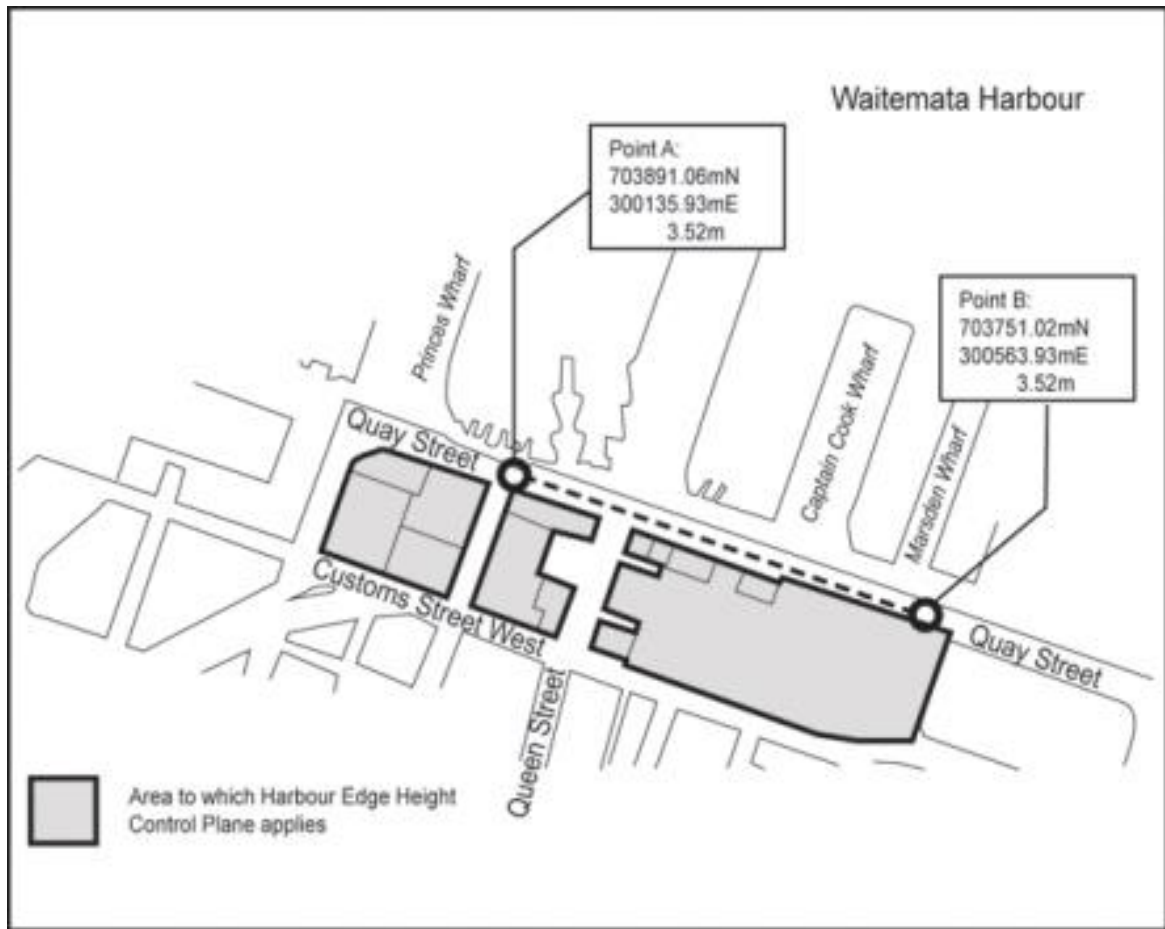 Waitemata Harbour
Point A:
703891.06mN
300135.93mE
3.52m
Point B:
703751.02mN
300563.93mE
3.52m
Princes Wharf
Captain Cook Wharf
Marsden Wharf
Quay Street
Quay Street
Customs Street West
Queen Street
Area to which Harbour Edge Height
Control Plane applies